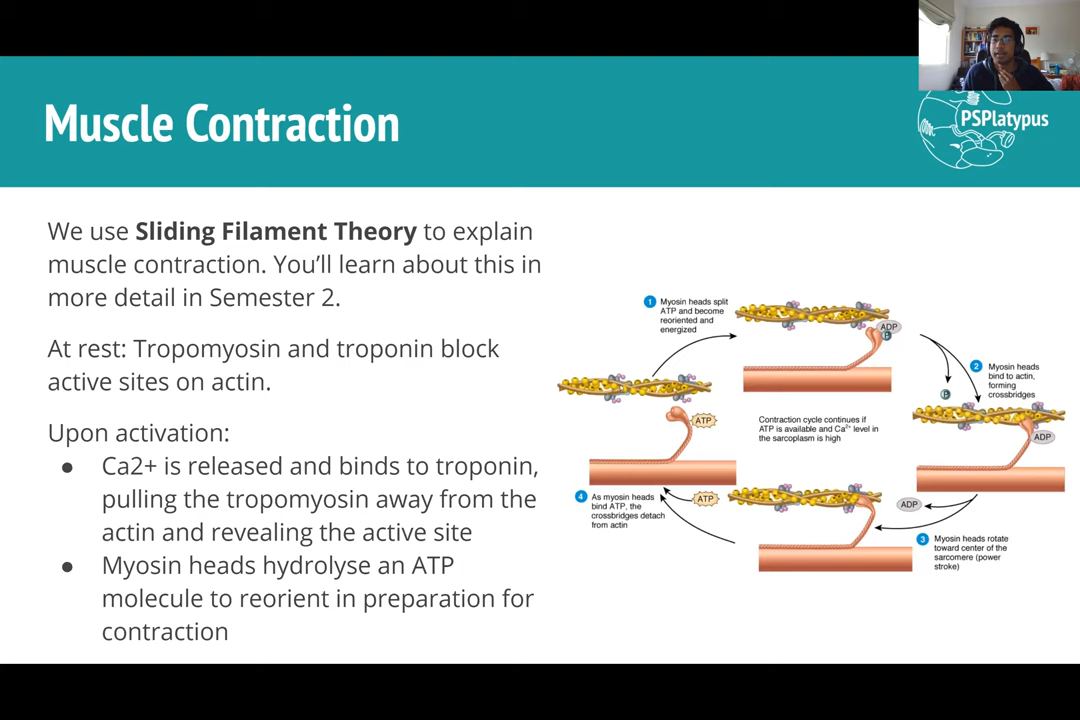 Muscle Contraction
PSPlatypus
We use Sliding Filament Theory to explain
muscle contraction. You'll learn about this in
more detail in Semester 2.
At rest: Tropomyosin and troponin block
active sites on actin.
Upon activation:
● Ca2+ is released and binds to troponin,
pulling the tropomyosin away from the
actin and revealing the active site
● Myosin heads hydrolyse an ATP
molecule to reorient in preparation for
contraction
1 Myosin heads split
ATP and become
reoriented and
energized
ADP
P
2 Myosin heads
bind to actin,
forming
crossbridges
P
ADP
ATP
Contraction cycle continues if
ATP is available and Ca2+ level in
the sarcoplasm is high
4 As myosin heads
bind ATP, the
crossbridges detach
from actin
ATP
ADP
3 Myosin heads rotate
toward center of the
sarcomere (power
stroke)